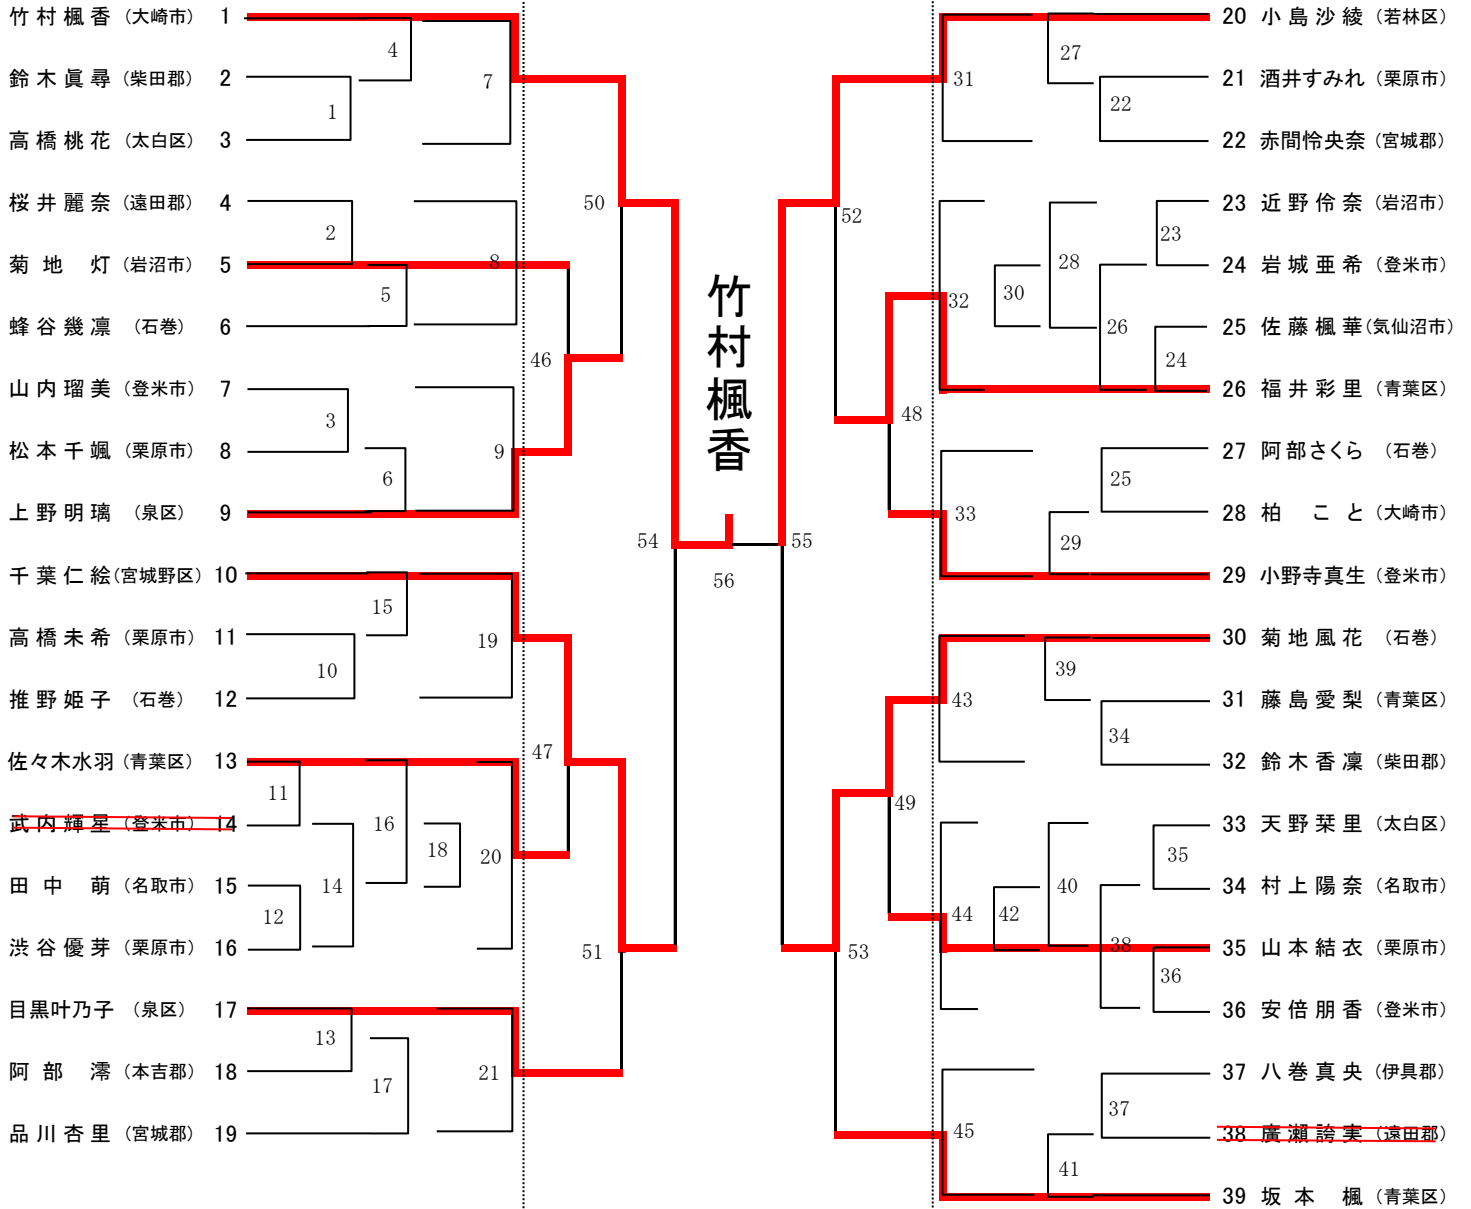 竹村楓香 (大崎市) 1
鈴木眞尋 (柴田郡) 2
高橋桃花 (太白区) 3
桜井麗奈 (遠田郡) 4
菊地 灯 (岩沼市) 5
蜂谷幾凛 (石巻) 6
山内瑠美 (登米市) 7
松本千颯 (栗原市) 8
上野明璃 (泉区) 9
千葉仁絵 (宮城野区) 10
高橋未希 (栗原市) 11
推野姫子 (石巻) 12
佐々木水羽 (青葉区) 13
武内輝星 (登米市) 14
田中 萌 (名取市) 15
渋谷優芽 (栗原市) 16
目黒叶乃子 (泉区) 17
阿部 澪 (本吉郡) 18
品川杏里 (宮城郡) 19
4
1
7
2
5
8
3
6
9
15
10
19
11
16
18
14
12
20
13
17
21
50
46
47
51
54
竹村楓香
56
55
52
48
49
53
31
27
22
32
30
28
26
23
24
33
25
29
43
39
34
44
42
40
38
35
36
45
37
41
20 小島沙綾 (若林区)
21 酒井すみれ (栗原市)
22 赤間怜央奈 (宮城郡)
23 近野伶奈 (岩沼市)
24 岩城亜希 (登米市)
25 佐藤楓華 (気仙沼市)
26 福井彩里 (青葉区)
27 阿部さくら (石巻)
28 柏 こと (大崎市)
29 小野寺真生 (登米市)
30 菊地風花 (石巻)
31 藤島愛梨 (青葉区)
32 鈴木香凜 (柴田郡)
33 天野栞里 (太白区)
34 村上陽奈 (名取市)
35 山本結衣 (栗原市)
36 安倍朋香 (登米市)
37 八巻真央 (伊具郡)
38 廣瀬誇実 (遠田郡)
39 坂本 楓 (青葉区)